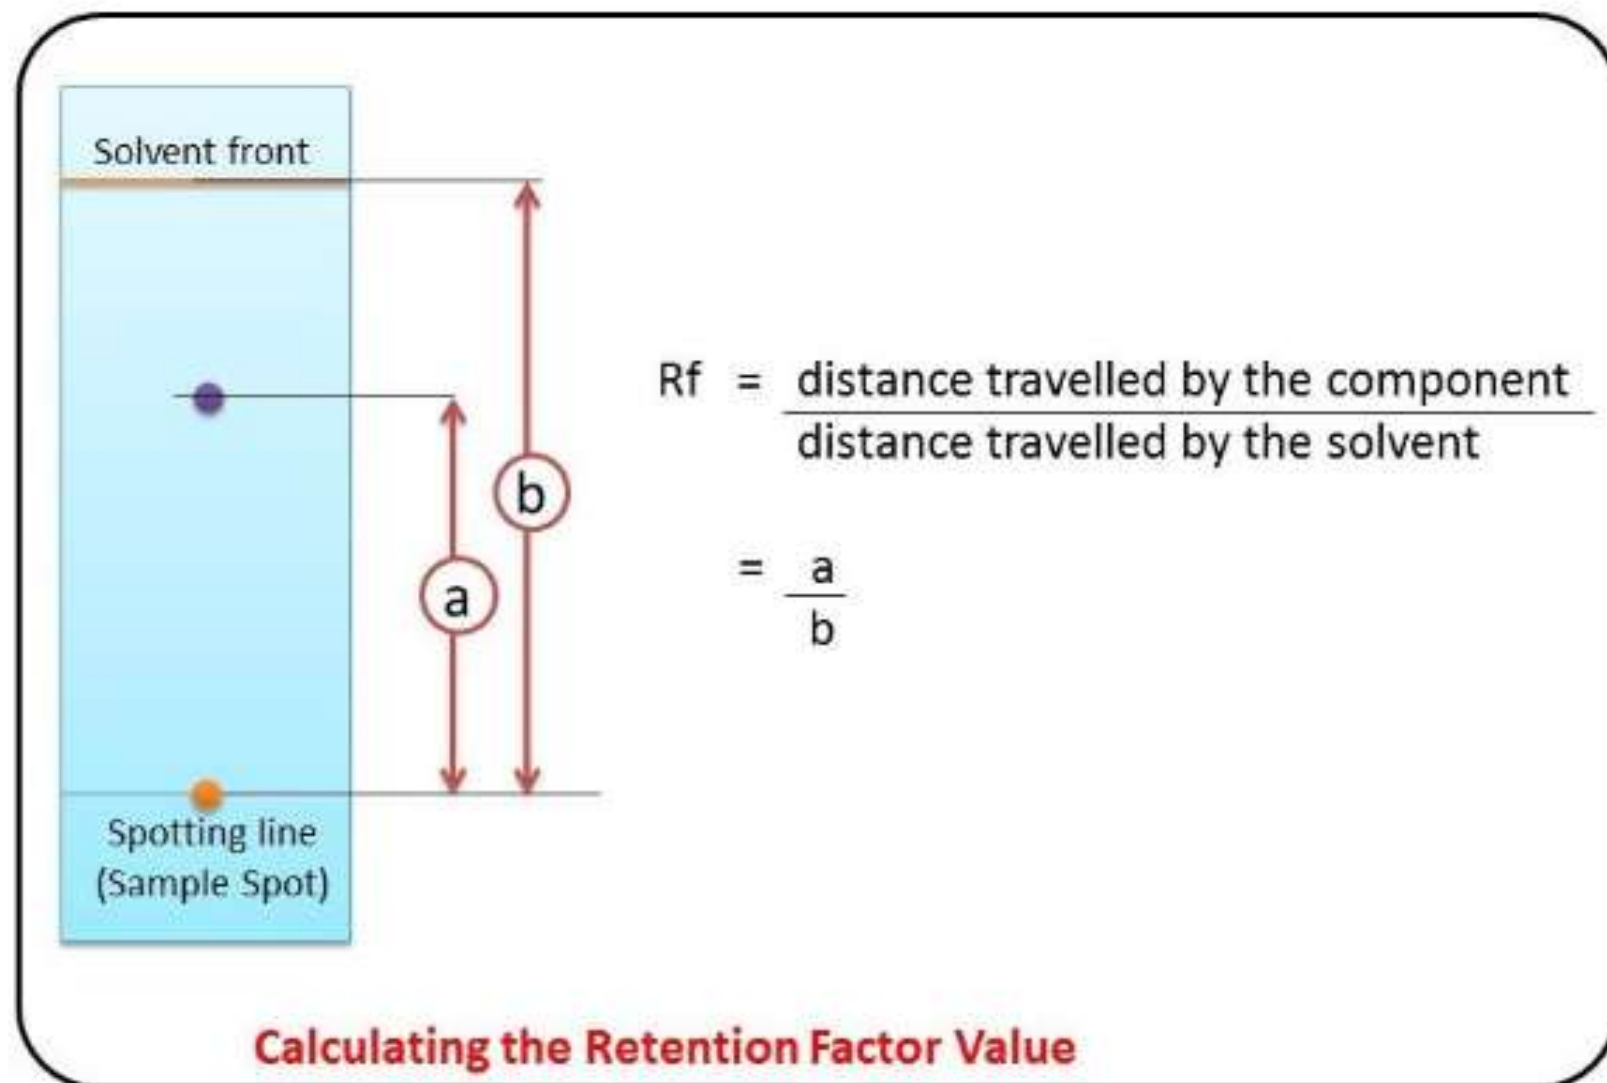 Solvent front
b
a
Spotting line
(Sample Spot)
Rf = distance travelled by the component
distance travelled by the solvent
= a
b
Calculating the Retention Factor Value